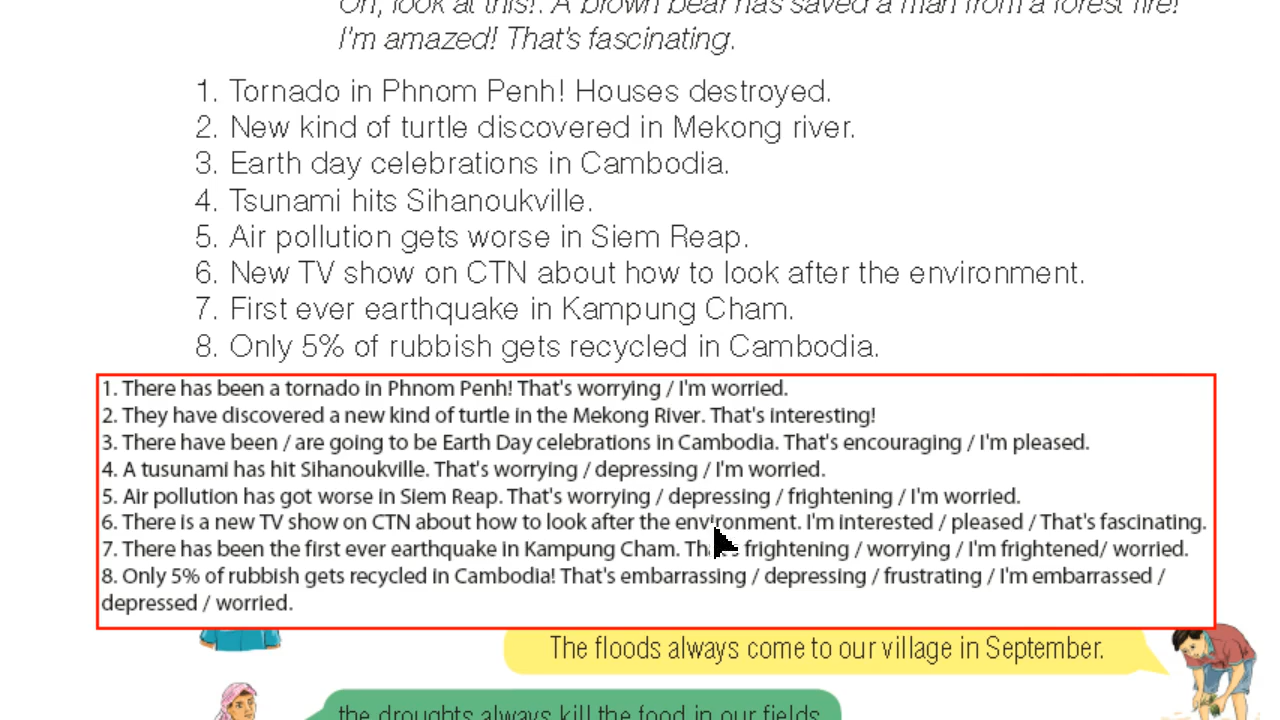 Oh, look at this!. A brown bear has saved a man from a forest fire!
I'm amazed! That's fascinating.
1. Tornado in Phnom Penh! Houses destroyed.
2. New kind of turtle discovered in Mekong river.
3. Earth day celebrations in Cambodia.
4. Tsunami hits Sihanoukville.
5. Air pollution gets worse in Siem Reap.
6. New TV show on CTN about how to look after the environment.
7. First ever earthquake in Kampung Cham.
8. Only 5% of rubbish gets recycled in Cambodia.
1. There has been a tornado in Phnom Penh! That's worrying / I'm worried.
2. They have discovered a new kind of turtle in the Mekong River. That's interesting!
3. There have been / are going to be Earth Day celebrations in Cambodia. That's encouraging / I'm pleased.
4. A tusunami has hit Sihanoukville. That's worrying / depressing / I'm worried.
5. Air pollution has got worse in Siem Reap. That's worrying / depressing / frightening / I'm worried.
6. There is a new TV show on CTN about how to look after the environment. I'm interested / pleased / That's fascinating.
7. There has been the first ever earthquake in Kampung Cham. That's frightening / worrying / I'm frightened/ worried.
8. Only 5% of rubbish gets recycled in Cambodia! That's embarrassing / depressing / frustrating / I'm embarrassed /
depressed / worried.
The floods always come to our village in September.
the droughts always kill the food in our fields